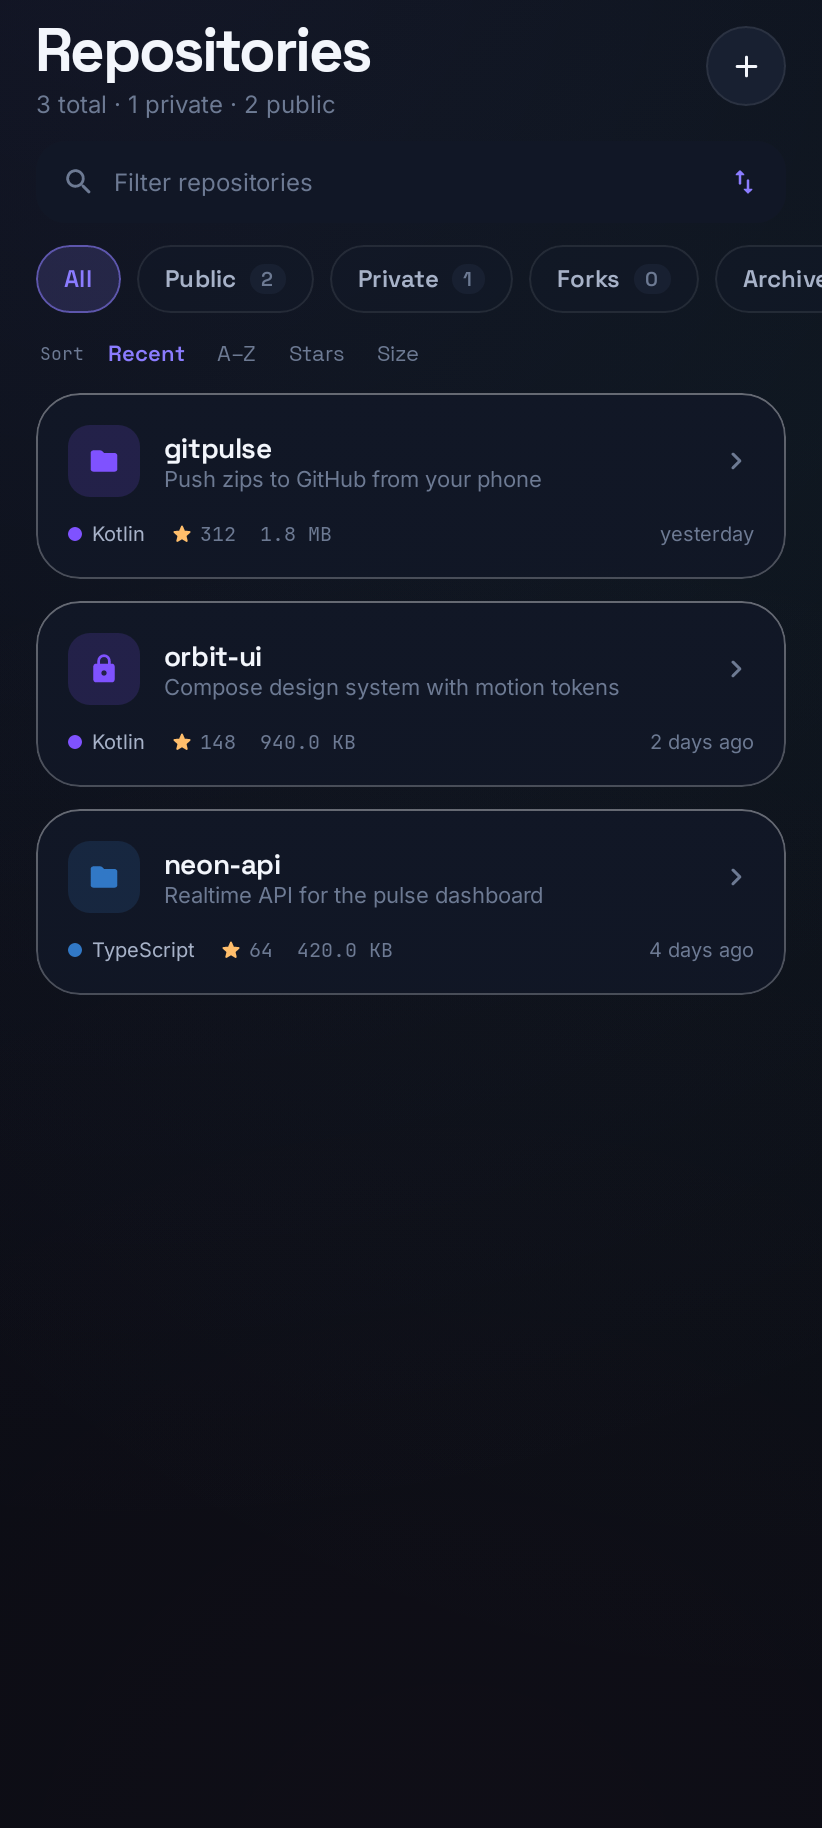 Repositories
3 total · 1 private · 2 public
Filter repositories
All Public 2 Private 1 Forks 0 Archive
Sort Recent A–Z Stars Size
gitpulse
Push zips to GitHub from your phone
Kotlin 312 1.8 MB yesterday
orbit-ui
Compose design system with motion tokens
Kotlin 148 940.0 KB 2 days ago
neon-api
Realtime API for the pulse dashboard
TypeScript 64 420.0 KB 4 days ago